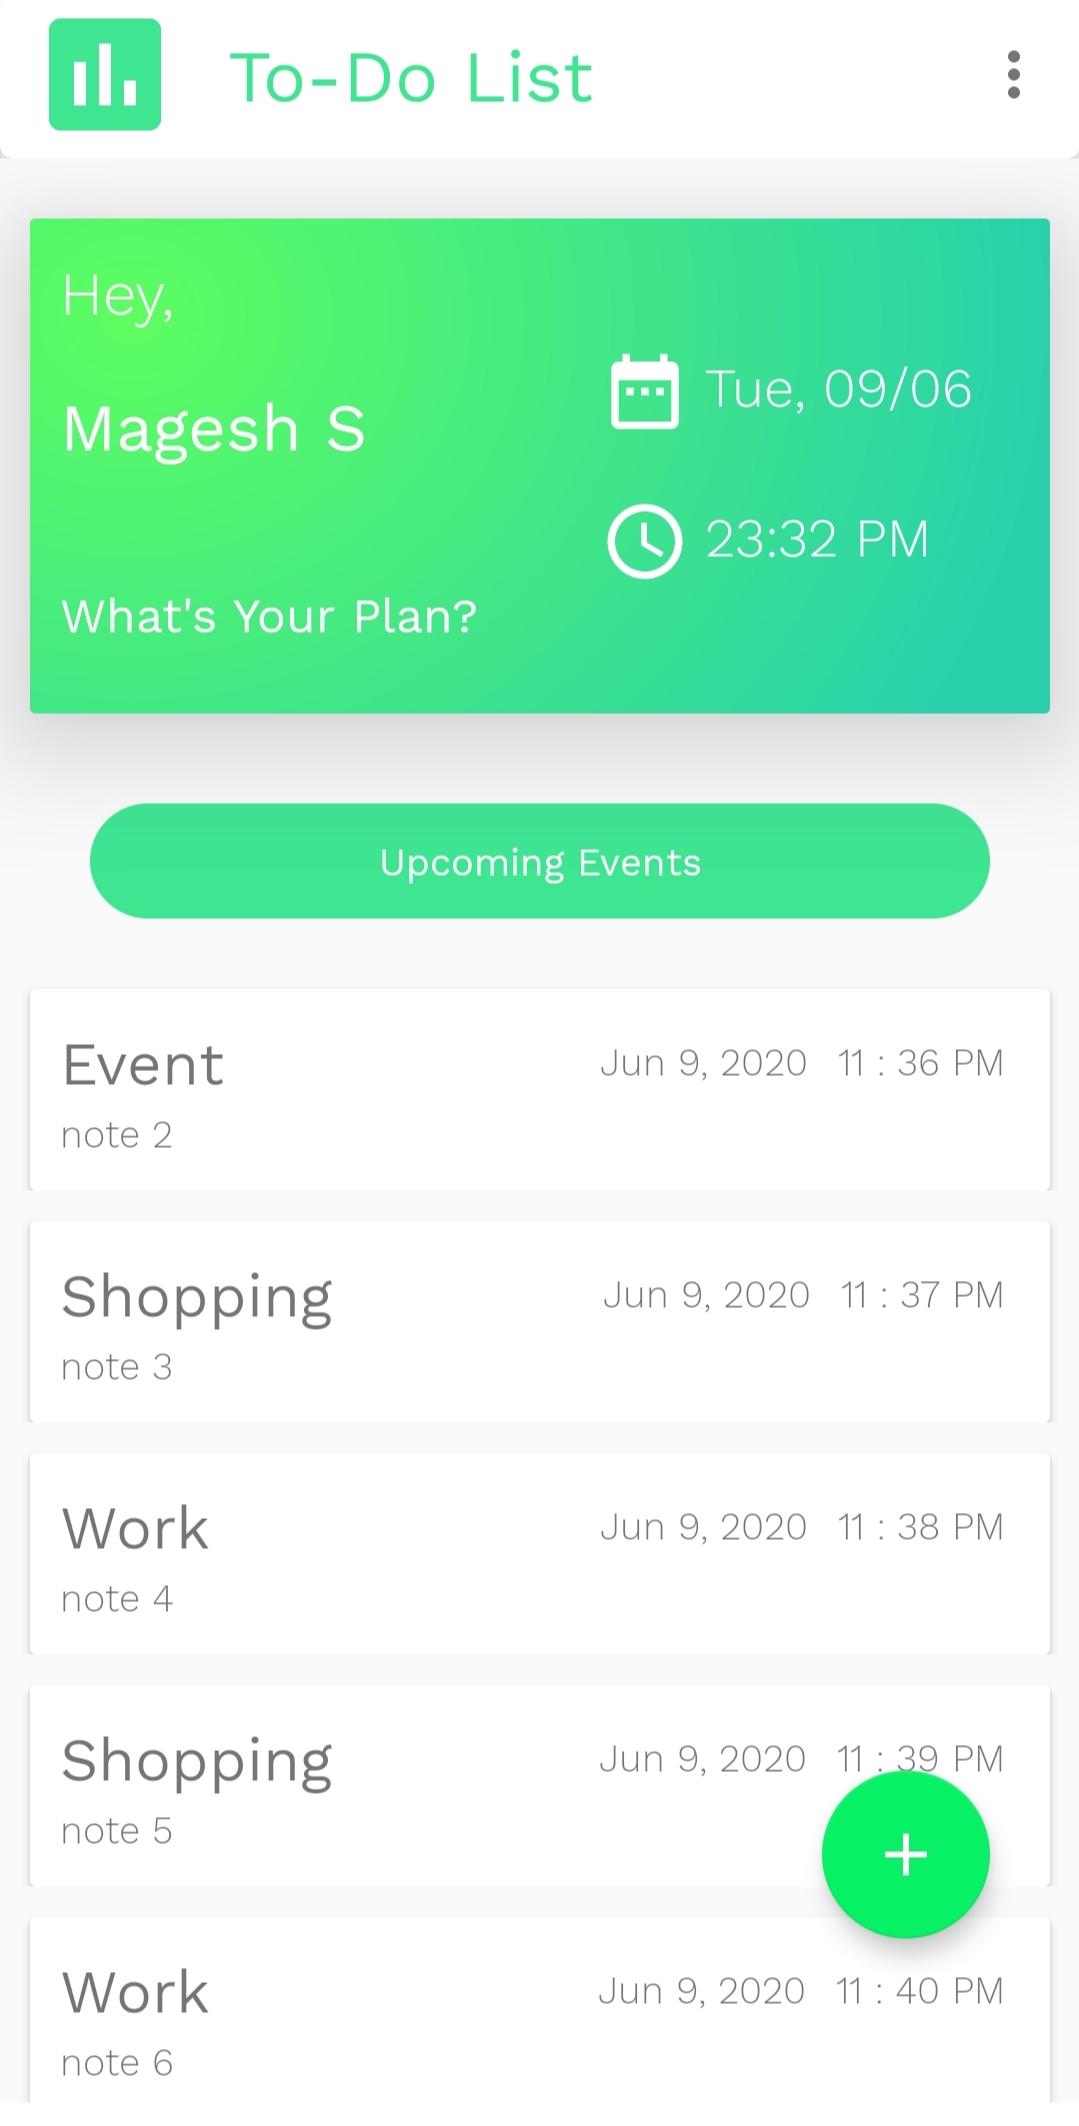 To-Do List
Hey,
Magesh S
Tue, 09/06
23:32 PM
What's Your Plan?
Upcoming Events
Event Jun 9, 2020 11 : 36 PM
note 2
Shopping Jun 9, 2020 11 : 37 PM
note 3
Work Jun 9, 2020 11 : 38 PM
note 4
Shopping Jun 9, 2020 11 : 39 PM
note 5
Work Jun 9, 2020 11 : 40 PM
note 6